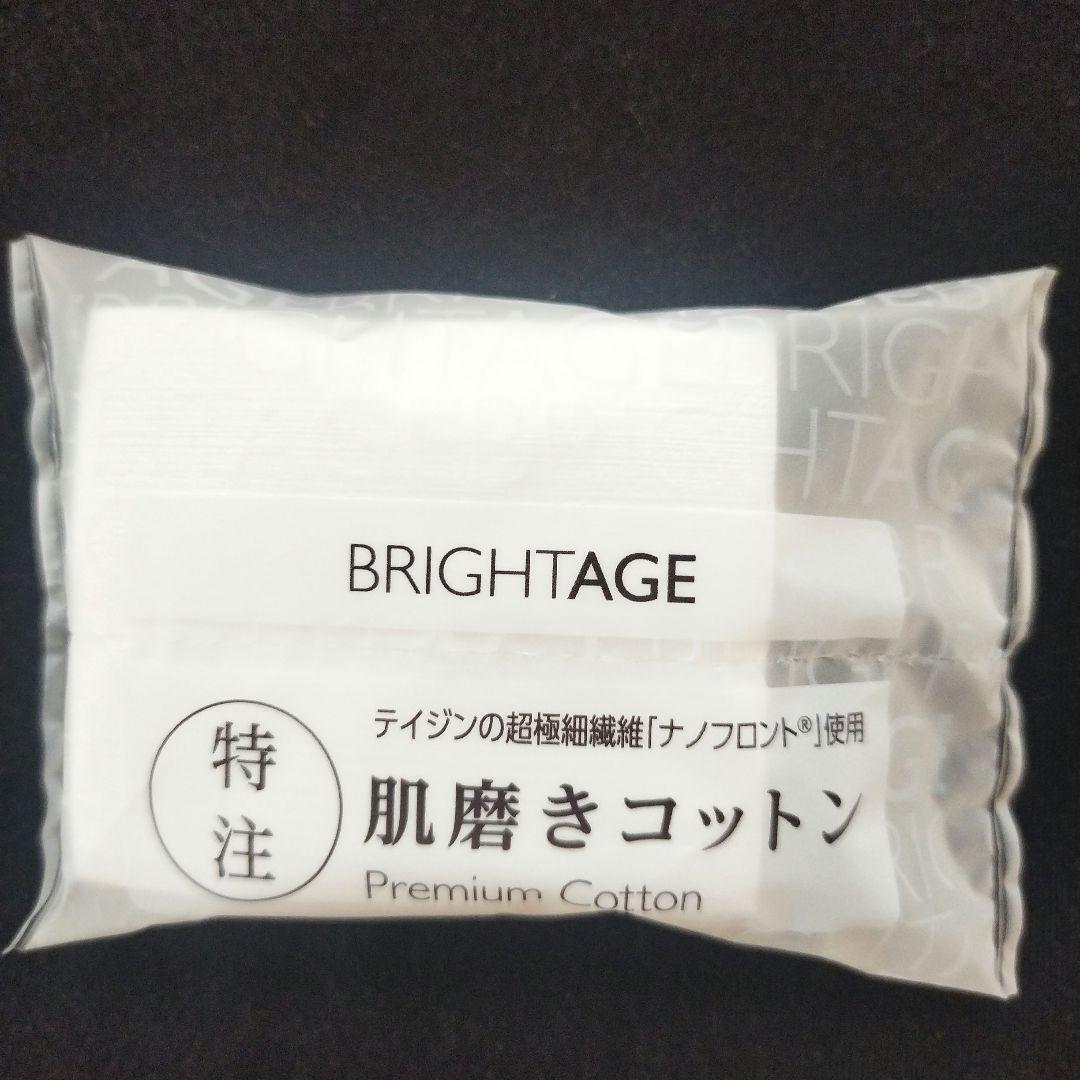 BRIGHTAGE
特注
テイジンの超極細繊維「ナノフロント®」使用
肌磨きコットン
Premium Cotton